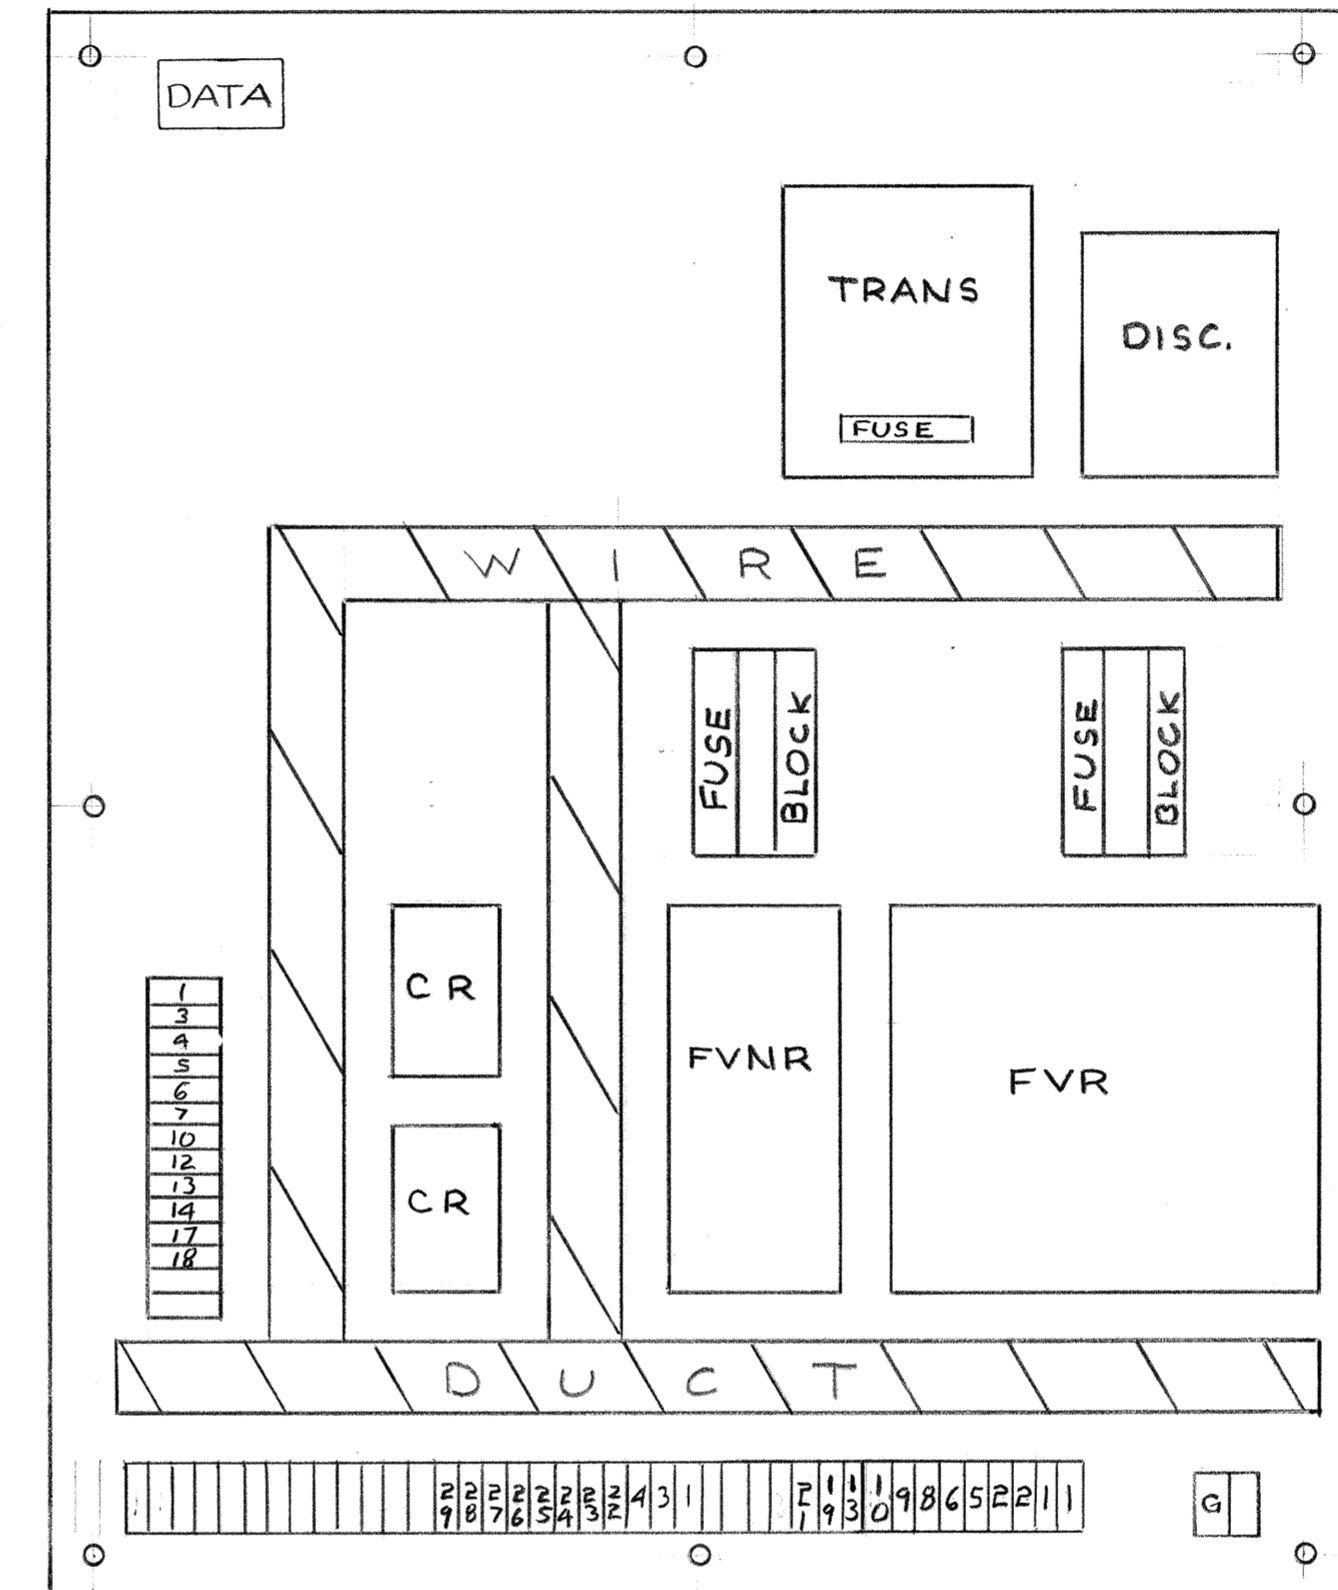 DATA
TRANS
DISC.
FUSE
W I R E
FUSE BLOCK
FUSE BLOCK
CR
FVNR
FVR
CR
1
3
4
5
6
7
10
12
13
14
17
18
D U C T
29 28 27 26 25 24 23 22 4 3 1 21 19 13 10 9 8 6 5 2 2 1 1
G